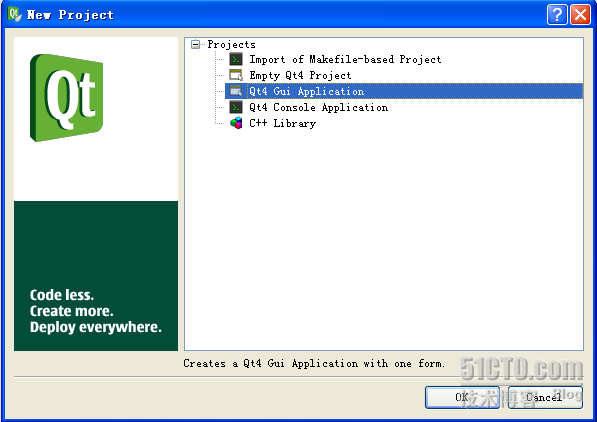 New Project
Qt
Code less.
Create more.
Deploy everywhere.
Projects
Import of Makefile-based Project
Empty Qt4 Project
Qt4 Gui Application
Qt4 Console Application
C++ Library
Creates a Qt4 Gui Application with one form.
51CTO.com
技术博客 Blog
OK
Cancel